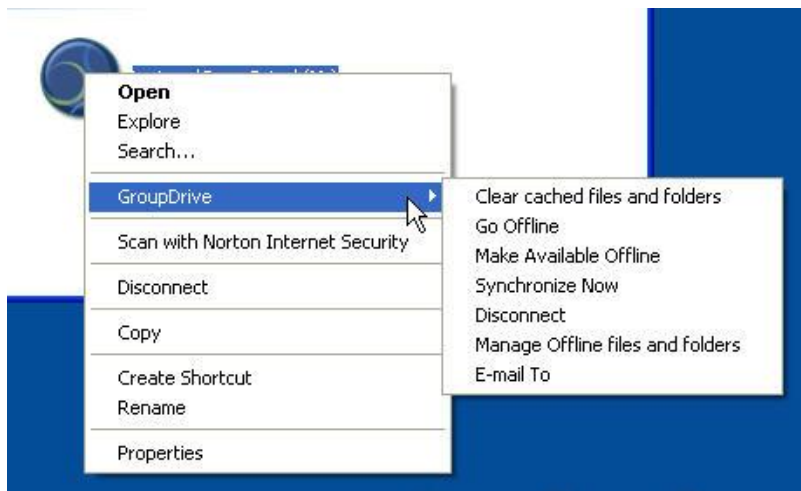 Open
Explore
Search...
GroupDrive
Scan with Norton Internet Security
Disconnect
Copy
Create Shortcut
Rename
Properties
Clear cached files and folders
Go Offline
Make Available Offline
Synchronize Now
Disconnect
Manage Offline files and folders
E-mail To